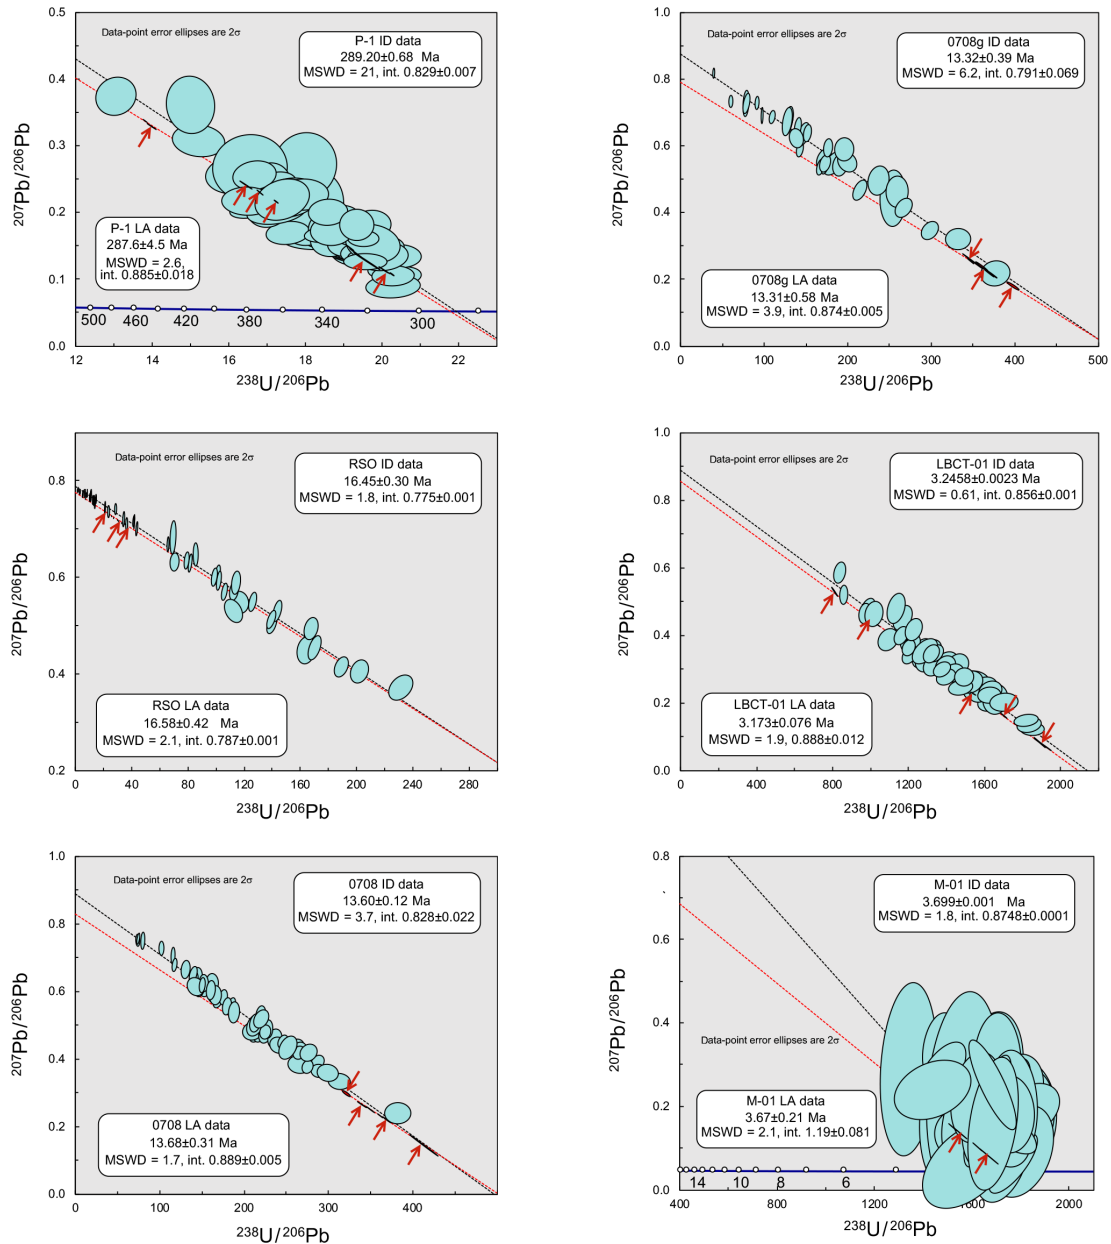 0.5
0.4
0.3
0.2
0.1
0.0
207Pb/206Pb
Data-point error ellipses are 2σ
P-1 ID data
289.20±0.68 Ma
MSWD = 21, int. 0.829±0.007
P-1 LA data
287.6±4.5 Ma
MSWD = 2.6,
int. 0.885±0.018
500 460 420 380 340 300
12 14 16 18 20 22
238U/206Pb
1.0
0.8
0.6
0.4
0.2
0.0
207Pb/206Pb
Data-point error ellipses are 2σ
0708g ID data
13.32±0.39 Ma
MSWD = 6.2, int. 0.791±0.069
0708g LA data
13.31±0.58 Ma
MSWD = 3.9, int. 0.874±0.005
0 100 200 300 400 500
238U/206Pb
0.8
0.6
0.4
0.2
207Pb/206Pb
Data-point error ellipses are 2σ
RSO ID data
16.45±0.30 Ma
MSWD = 1.8, int. 0.775±0.001
RSO LA data
16.58±0.42 Ma
MSWD = 2.1, int. 0.787±0.001
0 40 80 120 160 200 240 280
238U/206Pb
1.0
0.8
0.6
0.4
0.2
0.0
207Pb/206Pb
Data-point error ellipses are 2σ
LBCT-01 ID data
3.2458±0.0023 Ma
MSWD = 0.61, int. 0.856±0.001
LBCT-01 LA data
3.173±0.076 Ma
MSWD = 1.9, 0.888±0.012
0 400 800 1200 1600 2000
238U/206Pb
1.0
0.8
0.6
0.4
0.2
0.0
207Pb/206Pb
Data-point error ellipses are 2σ
0708 ID data
13.60±0.12 Ma
MSWD = 3.7, int. 0.828±0.022
0708 LA data
13.68±0.31 Ma
MSWD = 1.7, int. 0.889±0.005
0 100 200 300 400
238U/206Pb
0.8
0.6
0.4
0.2
0.0
207Pb/206Pb
M-01 ID data
3.699±0.001 Ma
MSWD = 1.8, int. 0.8748±0.0001
Data-point error ellipses are 2σ
M-01 LA data
3.67±0.21 Ma
MSWD = 2.1, int. 1.19±0.081
14 10 8 6
400 800 1200 1600 2000
238U/206Pb